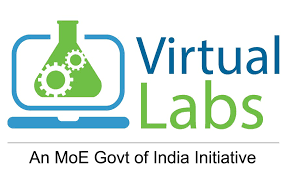 Virtual
Labs
An MoE Govt of India Initiative